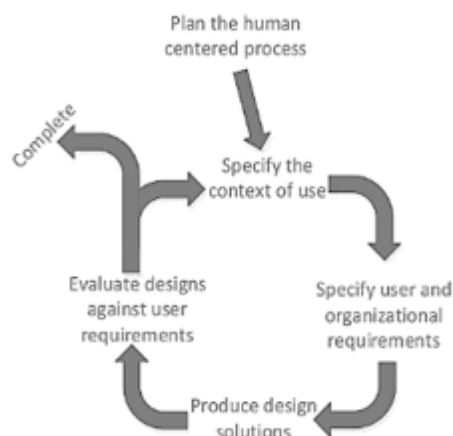 Plan the human
centered process
Complete
Specify the
context of use
Evaluate designs
against user
requirements
Specify user and
organizational
requirements
Produce design
solutions